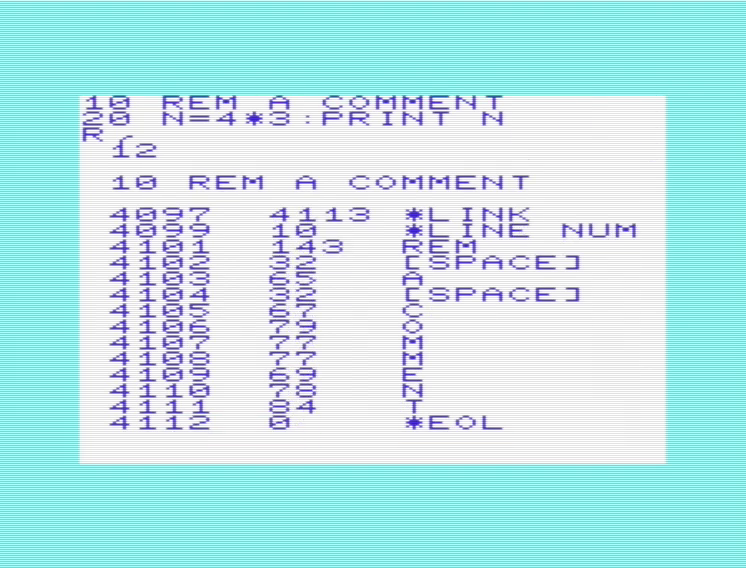 10 REM A COMMENT
20 N=4*3:PRINT N
R╭
12
10 REM A COMMENT
4097 4113 *LINK
4099 10 *LINE NUM
4101 143 REM
4102 32 [SPACE]
4103 65 A
4104 32 [SPACE]
4105 67 C
4106 79 O
4107 77 M
4108 77 M
4109 69 E
4110 78 N
4111 84 T
4112 0 *EOL